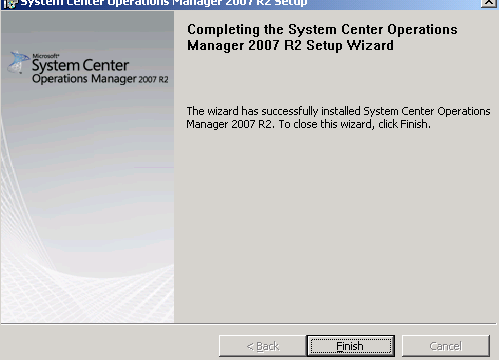 System Center Operations Manager 2007 R2 Setup
Completing the System Center Operations
Manager 2007 R2 Setup Wizard
Microsoft®
System Center
Operations Manager 2007 R2
The wizard has successfully installed System Center Operations
Manager 2007 R2. To close this wizard, click Finish.
< Back
Finish
Cancel